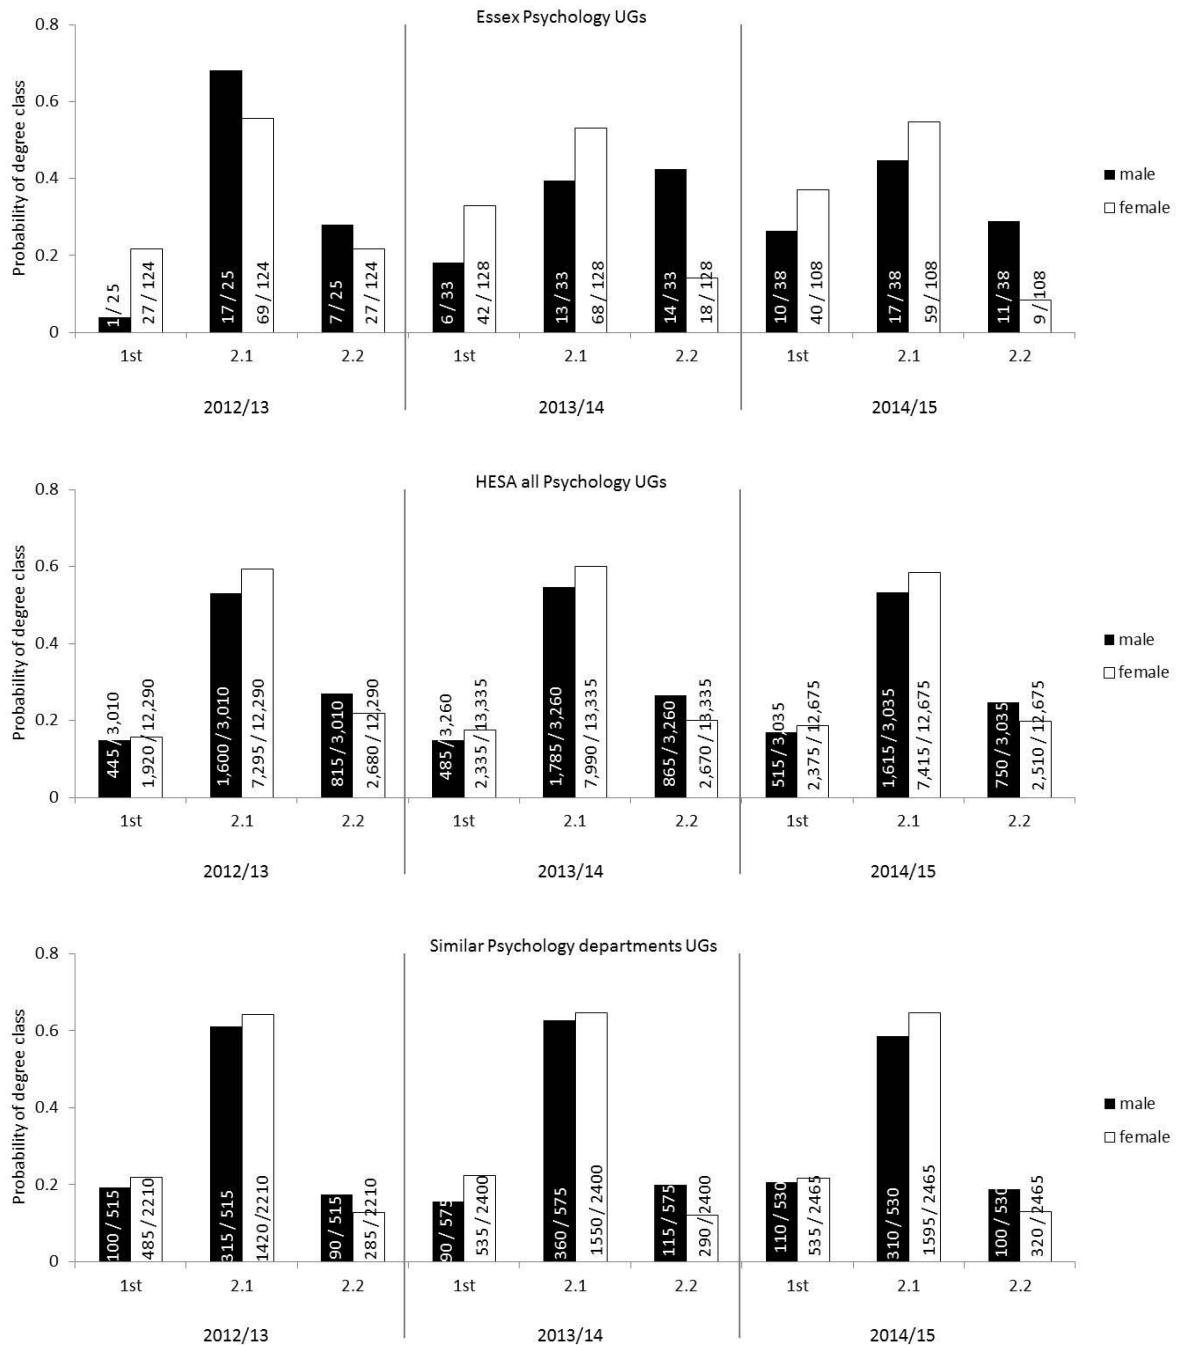 Essex Psychology UGs
Probability of degree class
0.8
0.6
0.4
0.2
0
1 / 25
27 / 124
17 / 25
69 / 124
7 / 25
27 / 124
6 / 33
42 / 128
13 / 33
68 / 128
14 / 33
18 / 128
10 / 38
40 / 108
17 / 38
59 / 108
11 / 38
9 / 108
male
female
1st 2.1 2.2 1st 2.1 2.2 1st 2.1 2.2
2012/13 2013/14 2014/15
HESA all Psychology UGs
Probability of degree class
0.8
0.6
0.4
0.2
0
445 / 3,010
1,920 / 12,290
1,600 / 3,010
7,295 / 12,290
815 / 3,010
2,680 / 12,290
485 / 3,260
2,335 / 13,335
1,785 / 3,260
7,990 / 13,335
865 / 3,260
2,670 / 13,335
515 / 3,035
2,375 / 12,675
1,615 / 3,035
7,415 / 12,675
750 / 3,035
2,510 / 12,675
male
female
1st 2.1 2.2 1st 2.1 2.2 1st 2.1 2.2
2012/13 2013/14 2014/15
Similar Psychology departments UGs
Probability of degree class
0.8
0.6
0.4
0.2
0
100 / 515
485 / 2210
315 / 515
1420 /2210
90 / 515
285 / 2210
90 / 575
535 / 2400
360 / 575
1550 / 2400
115 / 575
290 / 2400
110 / 530
535 / 2465
310 / 530
1595 / 2465
100 / 530
320 / 2465
male
female
1st 2.1 2.2 1st 2.1 2.2 1st 2.1 2.2
2012/13 2013/14 2014/15